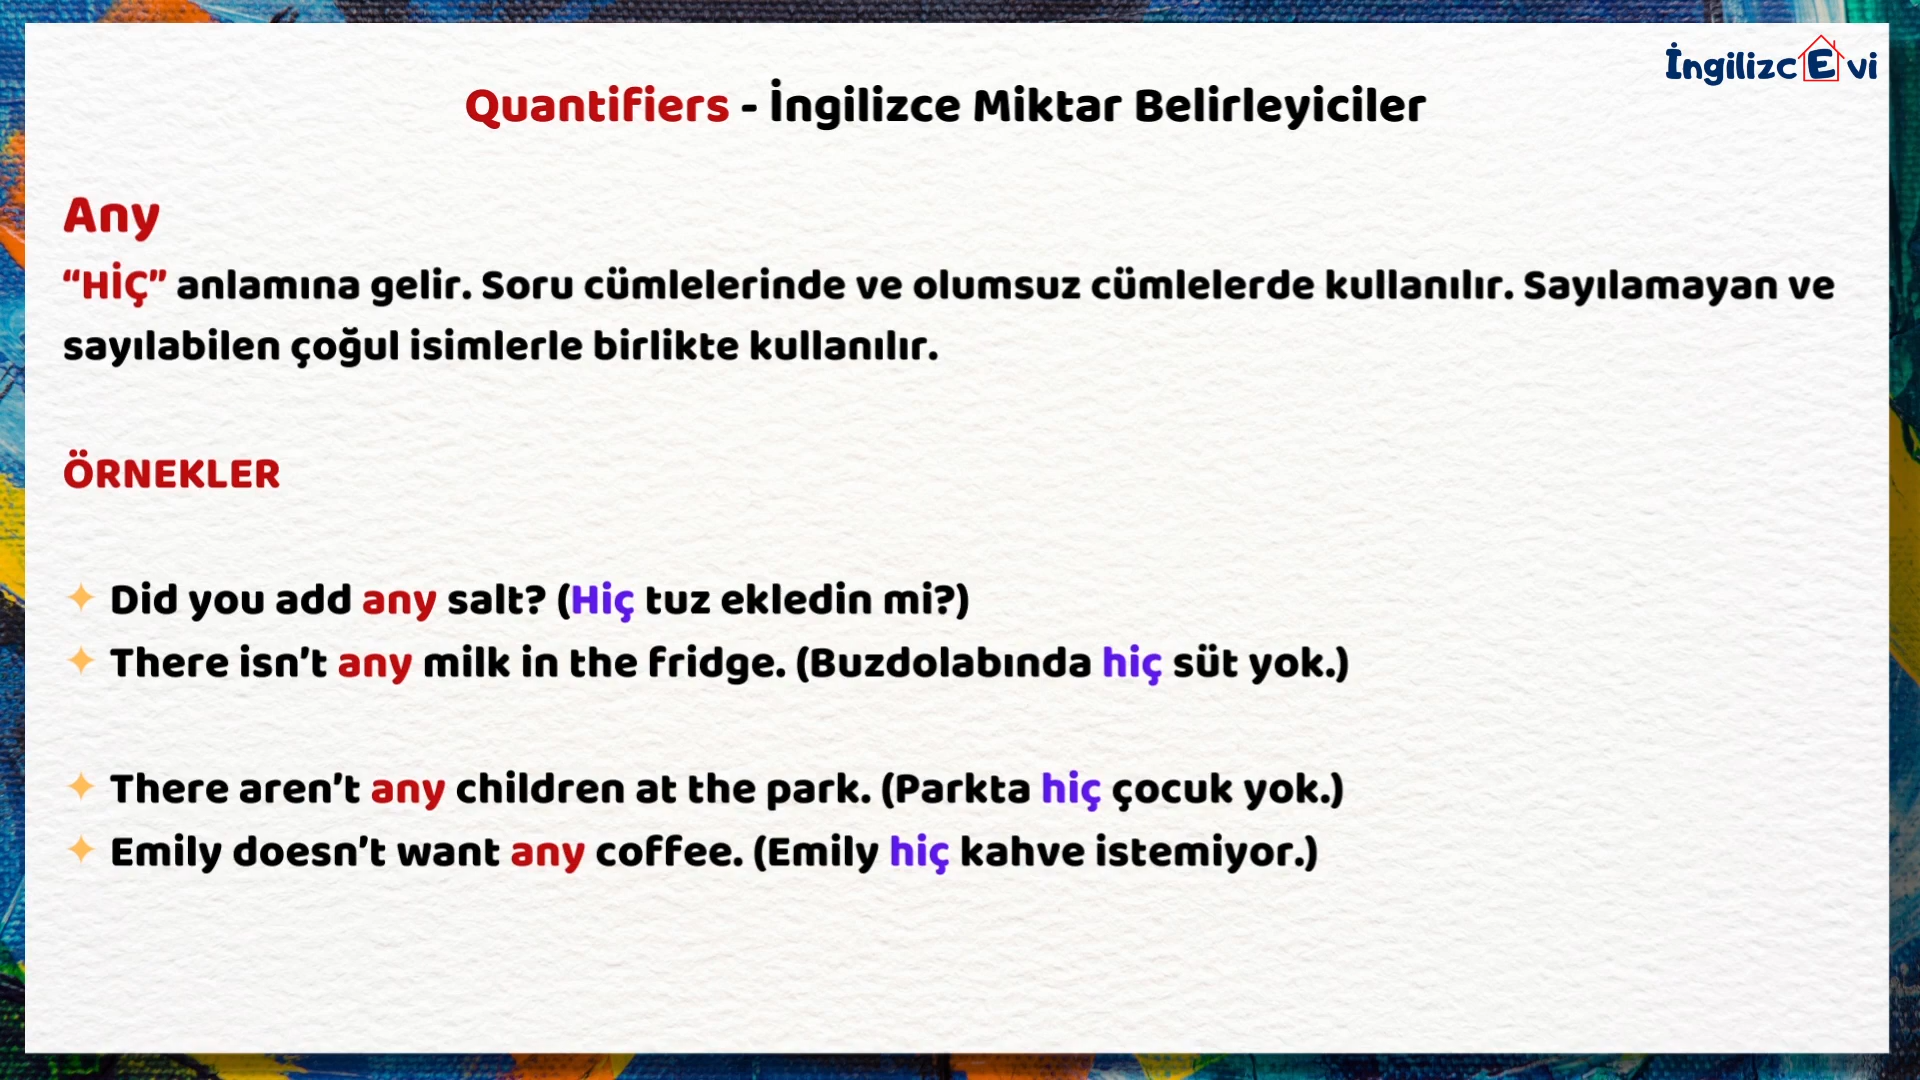 İngilizcEvi
Quantifiers - İngilizce Miktar Belirleyiciler
Any
“HİÇ” anlamına gelir. Soru cümlelerinde ve olumsuz cümlelerde kullanılır. Sayılamayan ve
sayılabilen çoğul isimlerle birlikte kullanılır.
ÖRNEKLER
Did you add any salt? (Hiç tuz ekledin mi?)
There isn’t any milk in the fridge. (Buzdolabında hiç süt yok.)
There aren’t any children at the park. (Parkta hiç çocuk yok.)
Emily doesn’t want any coffee. (Emily hiç kahve istemiyor.)